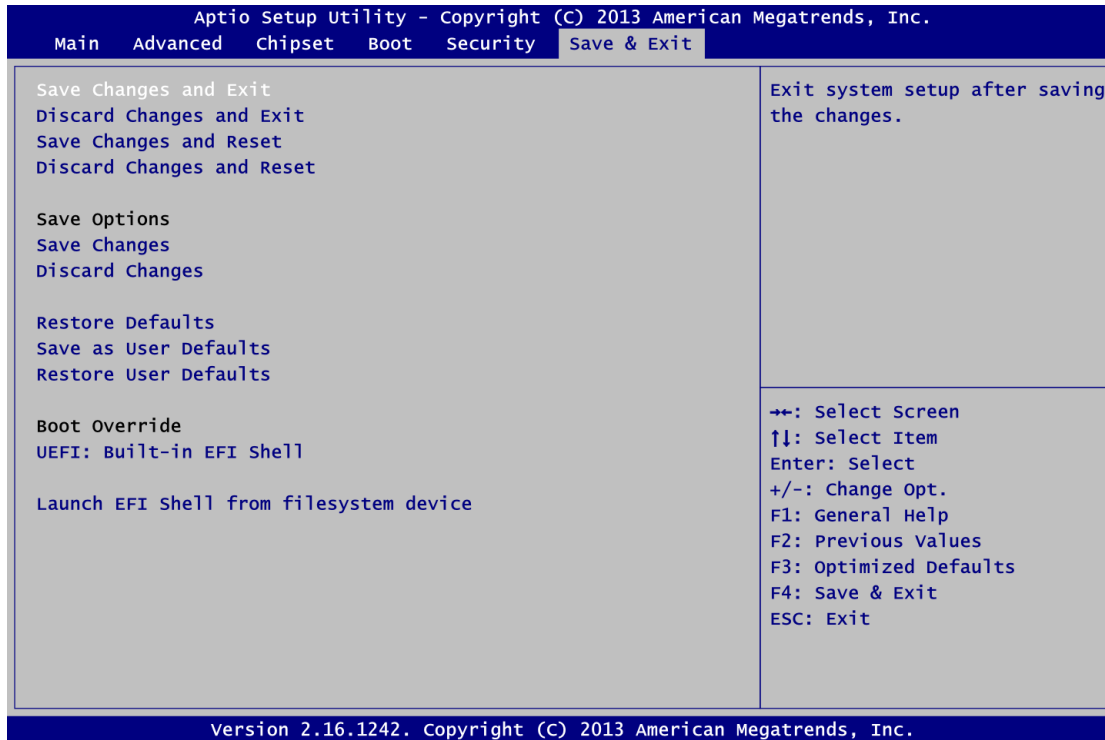 Aptio Setup Utility - Copyright (C) 2013 American Megatrends, Inc.
Main Advanced Chipset Boot Security Save & Exit
Save Changes and Exit
Discard Changes and Exit
Save Changes and Reset
Discard Changes and Reset
Save Options
Save Changes
Discard Changes
Restore Defaults
Save as User Defaults
Restore User Defaults
Boot Override
UEFI: Built-in EFI Shell
Launch EFI Shell from filesystem device
Exit system setup after saving
the changes.
→←: Select Screen
↑↓: Select Item
Enter: Select
+/-: Change Opt.
F1: General Help
F2: Previous Values
F3: Optimized Defaults
F4: Save & Exit
ESC: Exit
Version 2.16.1242. Copyright (C) 2013 American Megatrends, Inc.